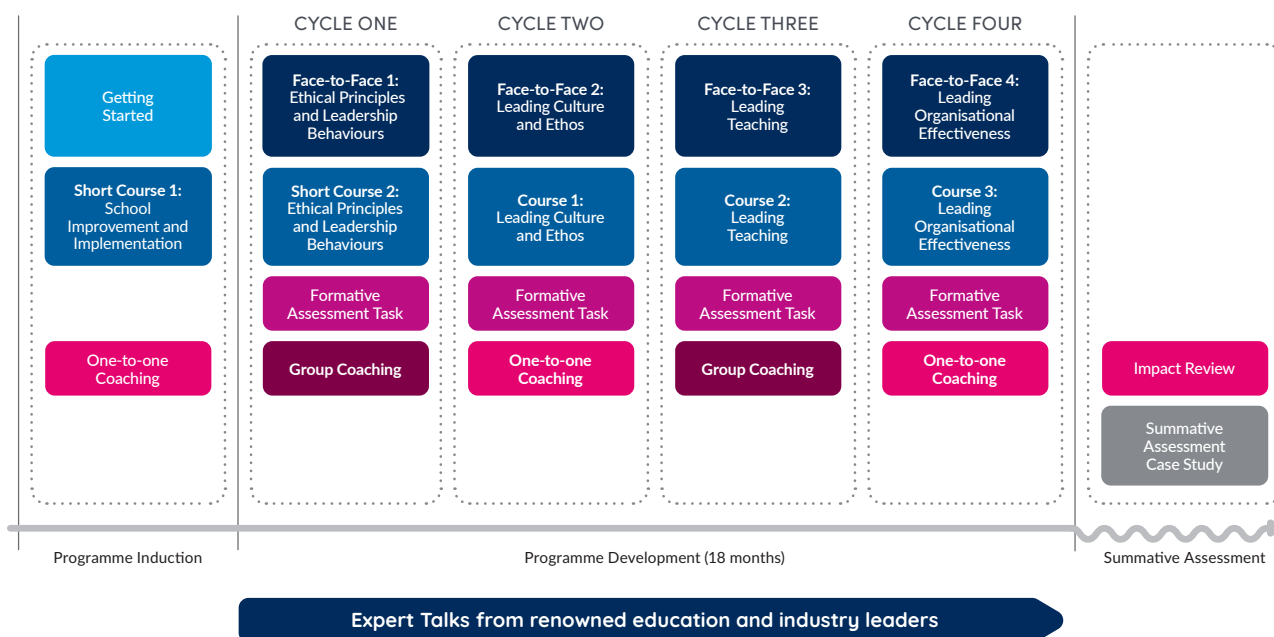 CYCLE ONE
CYCLE TWO
CYCLE THREE
CYCLE FOUR
Getting
Started
Face-to-Face 1:
Ethical Principles
and Leadership
Behaviours
Face-to-Face 2:
Leading Culture
and Ethos
Face-to-Face 3:
Leading
Teaching
Face-to-Face 4:
Leading
Organisational
Effectiveness
Short Course 1:
School
Improvement and
Implementation
Short Course 2:
Ethical Principles
and Leadership
Behaviours
Course 1:
Leading Culture
and Ethos
Course 2:
Leading
Teaching
Course 3:
Leading
Organisational
Effectiveness
Formative
Assessment Task
Formative
Assessment Task
Formative
Assessment Task
Formative
Assessment Task
One-to-one
Coaching
Group Coaching
One-to-one
Coaching
Group Coaching
One-to-one
Coaching
Impact Review
Summative
Assessment
Case Study
Programme Induction
Programme Development (18 months)
Summative Assessment
Expert Talks from renowned education and industry leaders